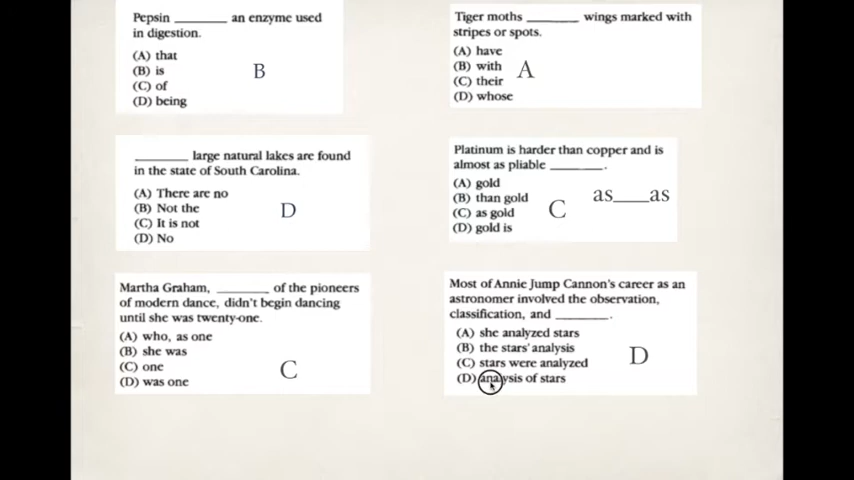 Pepsin ________ an enzyme used
in digestion.
(A) that
(B) is
(C) of
(D) being
B
Tiger moths ________ wings marked with
stripes or spots.
(A) have
(B) with
(C) their
(D) whose
A
________ large natural lakes are found
in the state of South Carolina.
(A) There are no
(B) Not the
(C) It is not
(D) No
D
Platinum is harder than copper and is
almost as pliable ________.
(A) gold
(B) than gold
(C) as gold
(D) gold is
C
as____as
Martha Graham, ________ of the pioneers
of modern dance, didn't begin dancing
until she was twenty-one.
(A) who, as one
(B) she was
(C) one
(D) was one
C
Most of Annie Jump Cannon's career as an
astronomer involved the observation,
classification, and ________.
(A) she analyzed stars
(B) the stars' analysis
(C) stars were analyzed
(D) analysis of stars
D